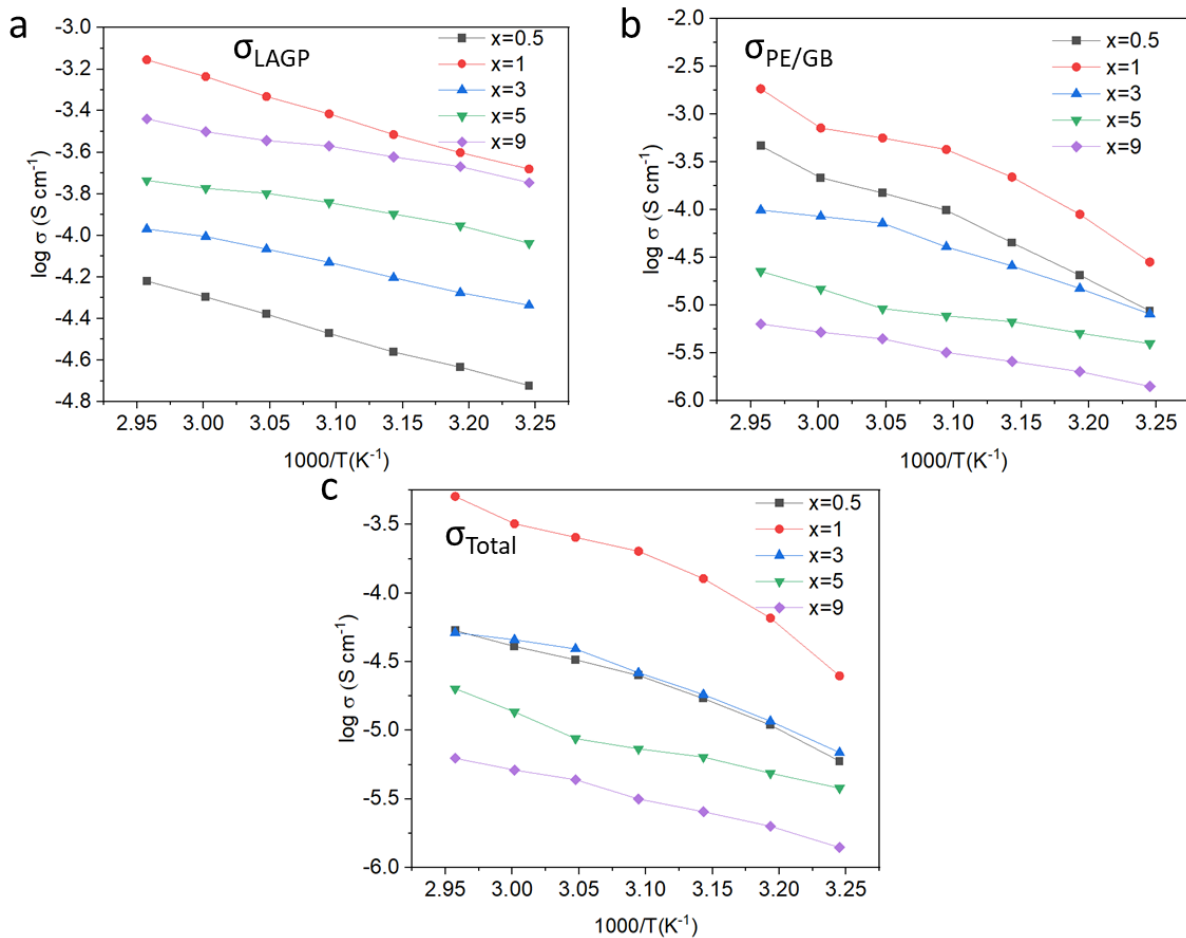 a
σLAGP
x=0.5
x=1
x=3
x=5
x=9
-3.0
-3.2
-3.4
-3.6
-3.8
-4.0
-4.2
-4.4
-4.6
-4.8
log σ (S cm⁻¹)
2.95 3.00 3.05 3.10 3.15 3.20 3.25
1000/T(K⁻¹)
b
σPE/GB
x=0.5
x=1
x=3
x=5
x=9
-2.0
-2.5
-3.0
-3.5
-4.0
-4.5
-5.0
-5.5
-6.0
log σ (S cm⁻¹)
2.95 3.00 3.05 3.10 3.15 3.20 3.25
1000/T(K⁻¹)
c
σTotal
x=0.5
x=1
x=3
x=5
x=9
-3.5
-4.0
-4.5
-5.0
-5.5
-6.0
log σ (S cm⁻¹)
2.95 3.00 3.05 3.10 3.15 3.20 3.25
1000/T(K⁻¹)